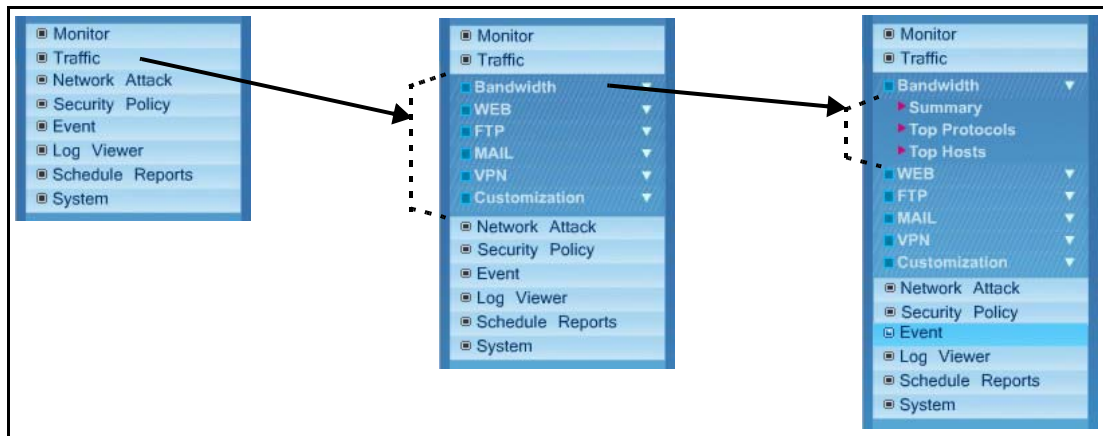 Monitor
Traffic
Network Attack
Security Policy
Event
Log Viewer
Schedule Reports
System
Monitor
Traffic
Bandwidth
WEB
FTP
MAIL
VPN
Customization
Network Attack
Security Policy
Event
Log Viewer
Schedule Reports
System
Monitor
Traffic
Bandwidth
Summary
Top Protocols
Top Hosts
WEB
FTP
MAIL
VPN
Customization
Network Attack
Security Policy
Event
Log Viewer
Schedule Reports
System